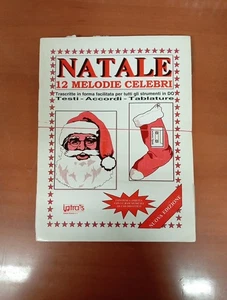 NATALE
12 MELODIE CELEBRI
Trascritte in forma facilitata per tutti gli strumenti in DO
Testi - Accordi - Tablature
NUOVA EDIZIONE